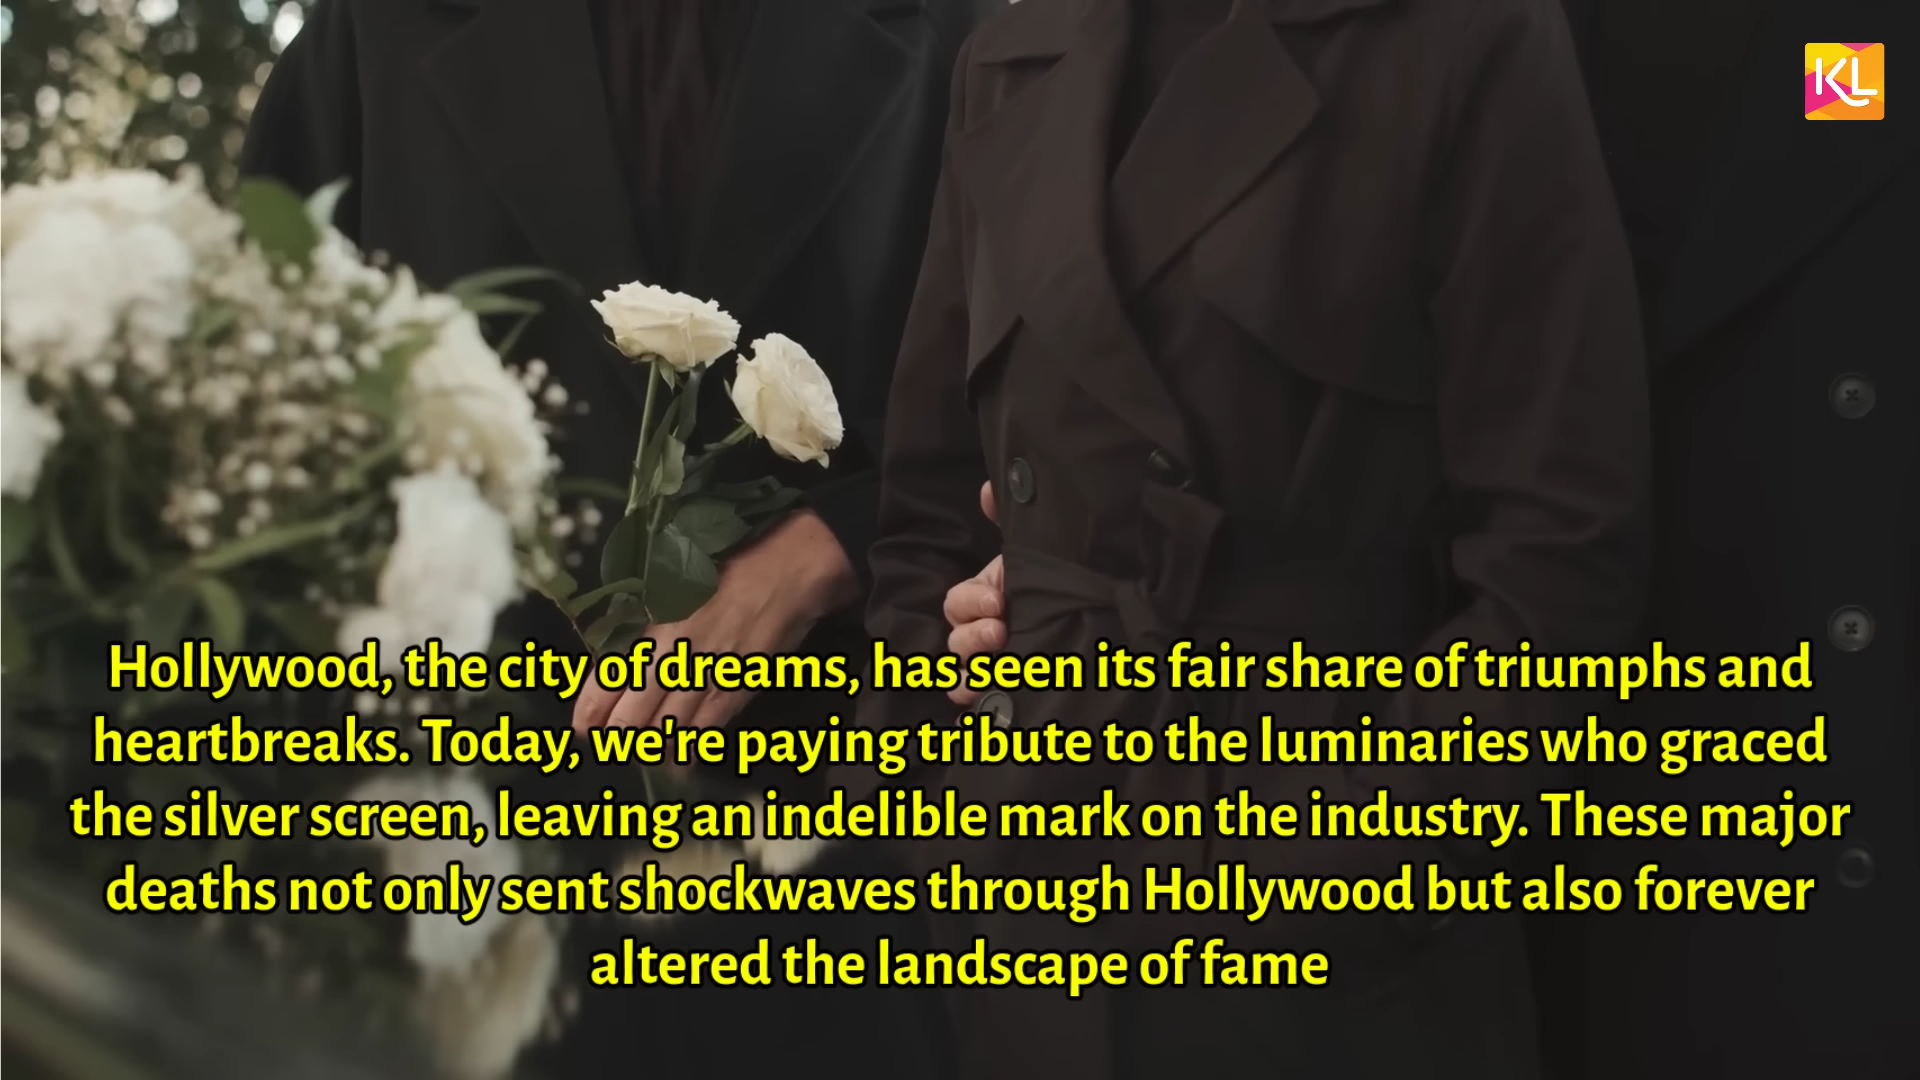 KL
Hollywood, the city of dreams, has seen its fair share of triumphs and
heartbreaks. Today, we're paying tribute to the luminaries who graced
the silver screen, leaving an indelible mark on the industry. These major
deaths not only sent shockwaves through Hollywood but also forever
altered the landscape of fame